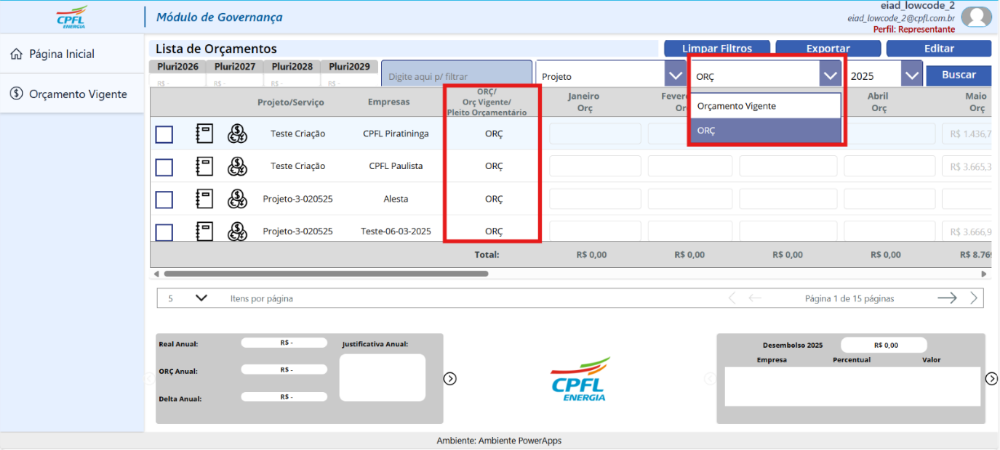 CPFL
ENERGIA
Módulo de Governança
eiad_lowcode_2
eiad_lowcode_2@cpfl.com.br
Perfil: Representante
Página Inicial
Orçamento Vigente
Lista de Orçamentos
Limpar Filtros
Exportar
Editar
Pluri2026 Pluri2027 Pluri2028 Pluri2029
R$ - R$ - R$ - R$ -
Digite aqui p/ filtrar
Projeto
ORÇ
2025
Buscar
Orçamento Vigente
ORÇ
Projeto/Serviço
Empresas
ORÇ/
Orç Vigente/
Pleito Orçamentário
Janeiro
Orç
Abril
Orç
Maio
Orç
Teste Criação CPFL Piratininga ORÇ R$ 1.436,7
Teste Criação CPFL Paulista ORÇ R$ 3.665,3
Projeto-3-020525 Alesta ORÇ
Projeto-3-020525 Teste-06-03-2025 ORÇ R$ 3.666,9
Total: R$ 0,00 R$ 0,00 R$ 0,00 R$ 0,00 R$ 8.769
5 Itens por página
Página 1 de 15 páginas
Real Anual: R$ -
ORÇ Anual: R$ -
Delta Anual: R$ -
Justificativa Anual:
CPFL
ENERGIA
Desembolso 2025 R$ 0,00
Empresa Percentual Valor
Ambiente: Ambiente PowerApps